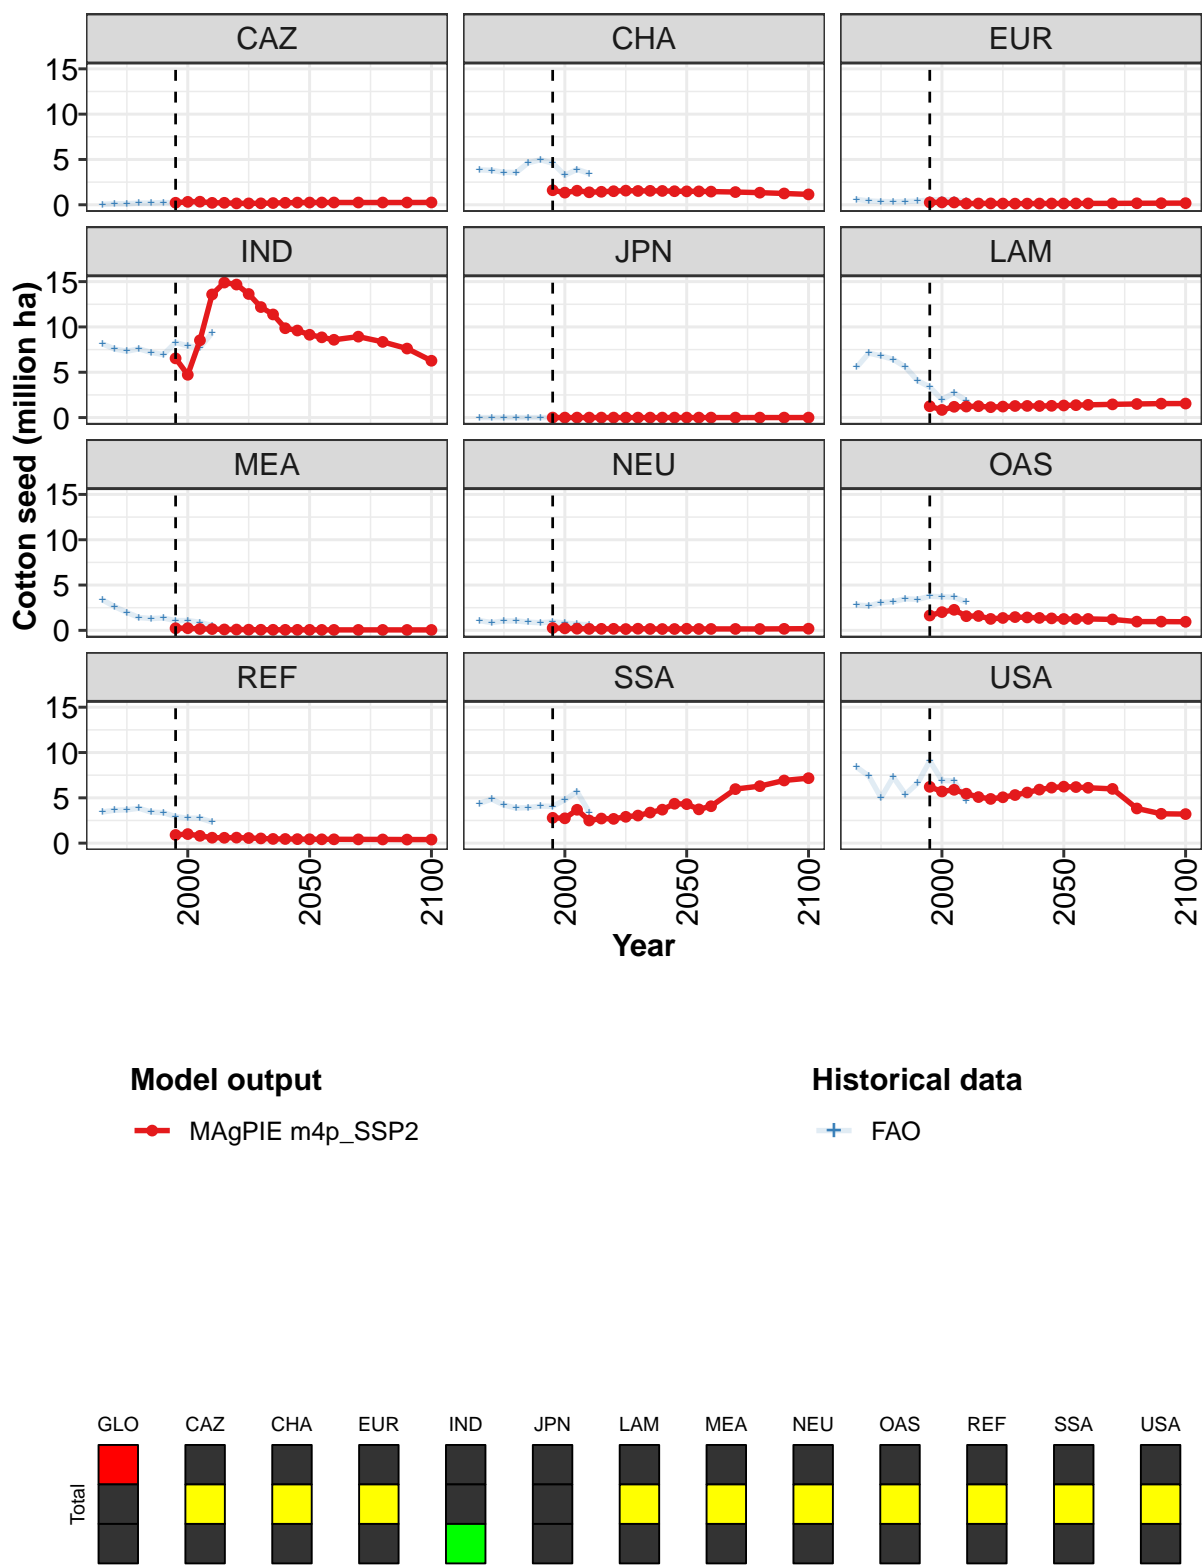 CAZ CHA EUR
15
10
5
0
IND JPN LAM
15
10
5
0
MEA NEU OAS
15
10
5
0
REF SSA USA
15
10
5
0
Cotton seed (million ha)
2000 2050 2100 2000 2050 2100 2000 2050 2100
Year
Model output Historical data
MAgPIE m4p_SSP2 FAO
GLO CAZ CHA EUR IND JPN LAM MEA NEU OAS REF SSA USA
Total